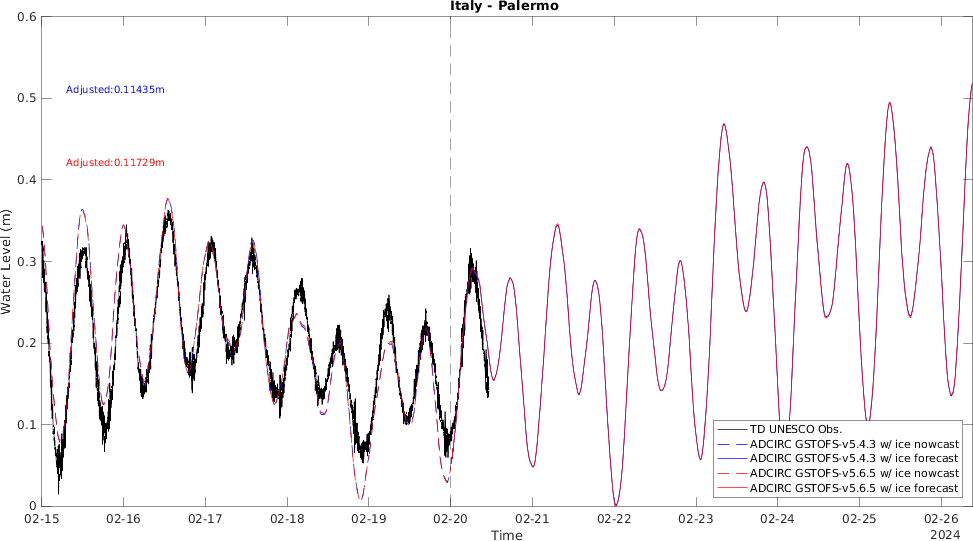 Italy - Palermo
0.6
0.5
0.4
0.3
0.2
0.1
0
Water Level (m)
Adjusted:0.11435m
Adjusted:0.11729m
TD UNESCO Obs.
ADCIRC GSTOFS-v5.4.3 w/ ice nowcast
ADCIRC GSTOFS-v5.4.3 w/ ice forecast
ADCIRC GSTOFS-v5.6.5 w/ ice nowcast
ADCIRC GSTOFS-v5.6.5 w/ ice forecast
02-15 02-16 02-17 02-18 02-19 02-20 02-21 02-22 02-23 02-24 02-25 02-26
Time
2024